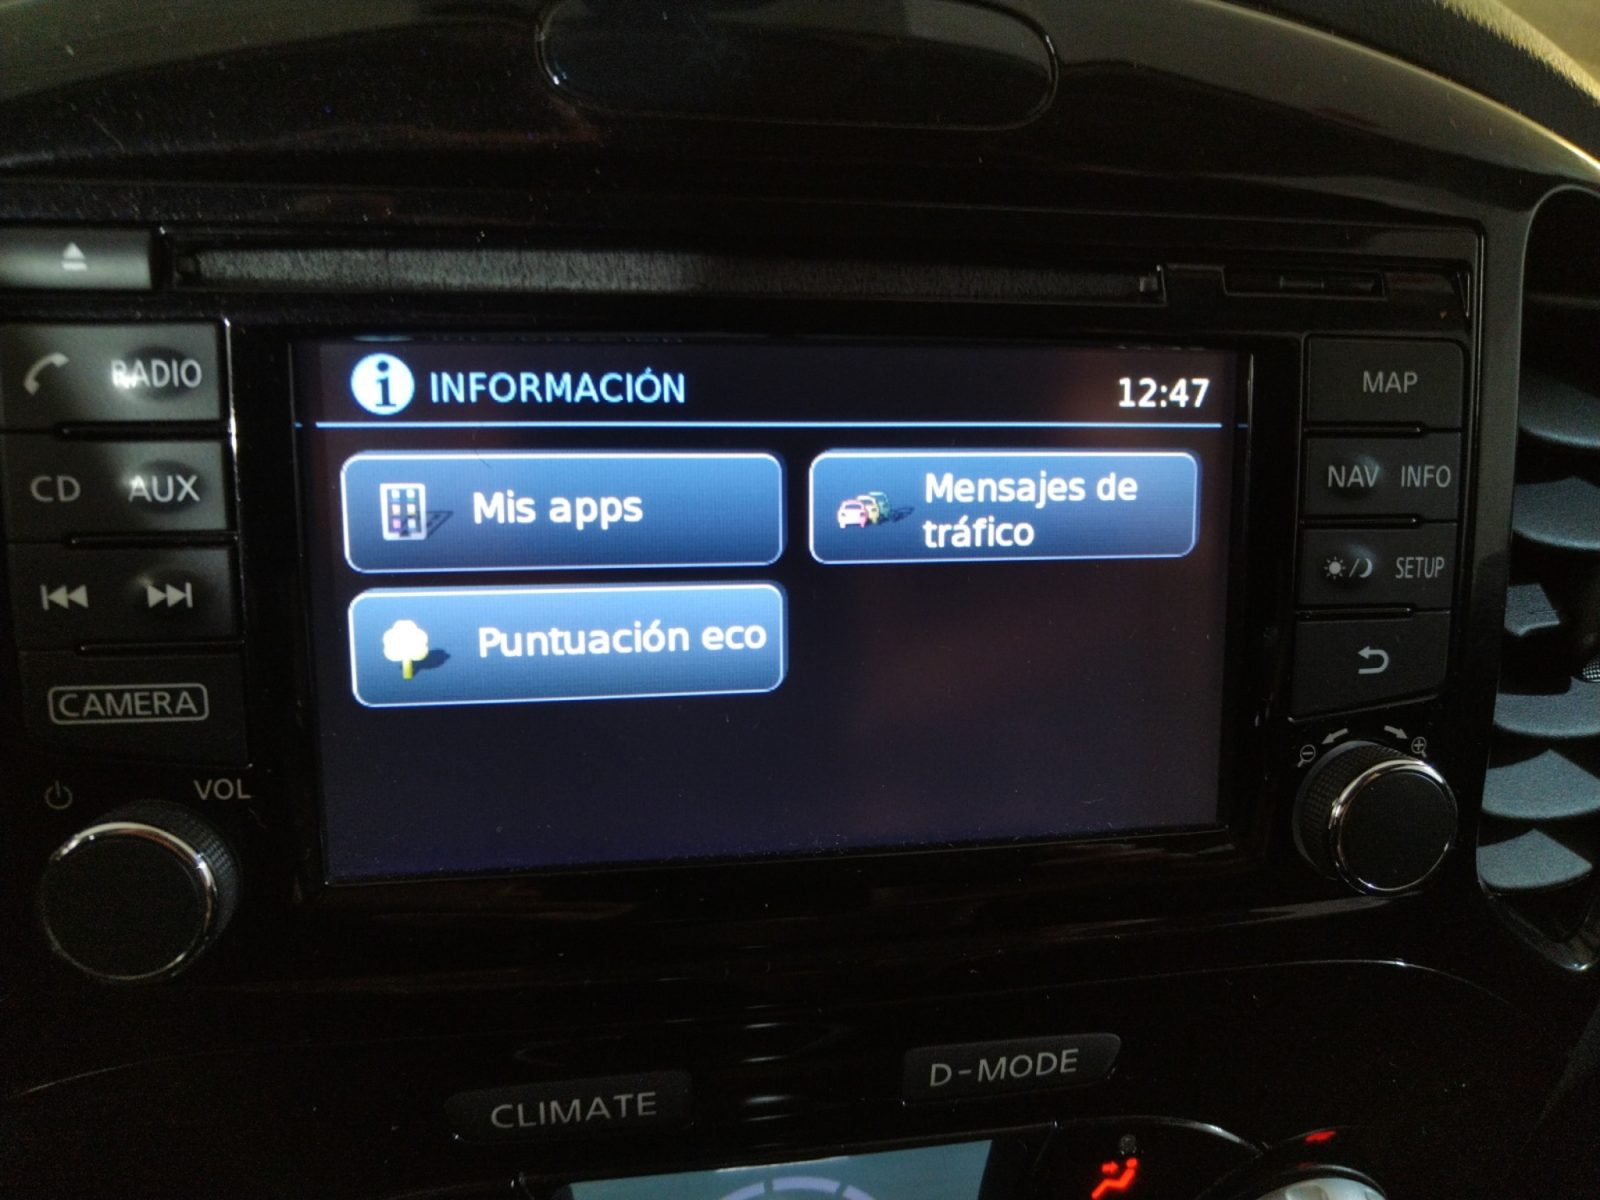 INFORMACIÓN 12:47
Mis apps
Mensajes de
tráfico
Puntuación eco
RADIO
CD AUX
CAMERA
VOL
MAP
NAV INFO
SETUP
CLIMATE
D-MODE